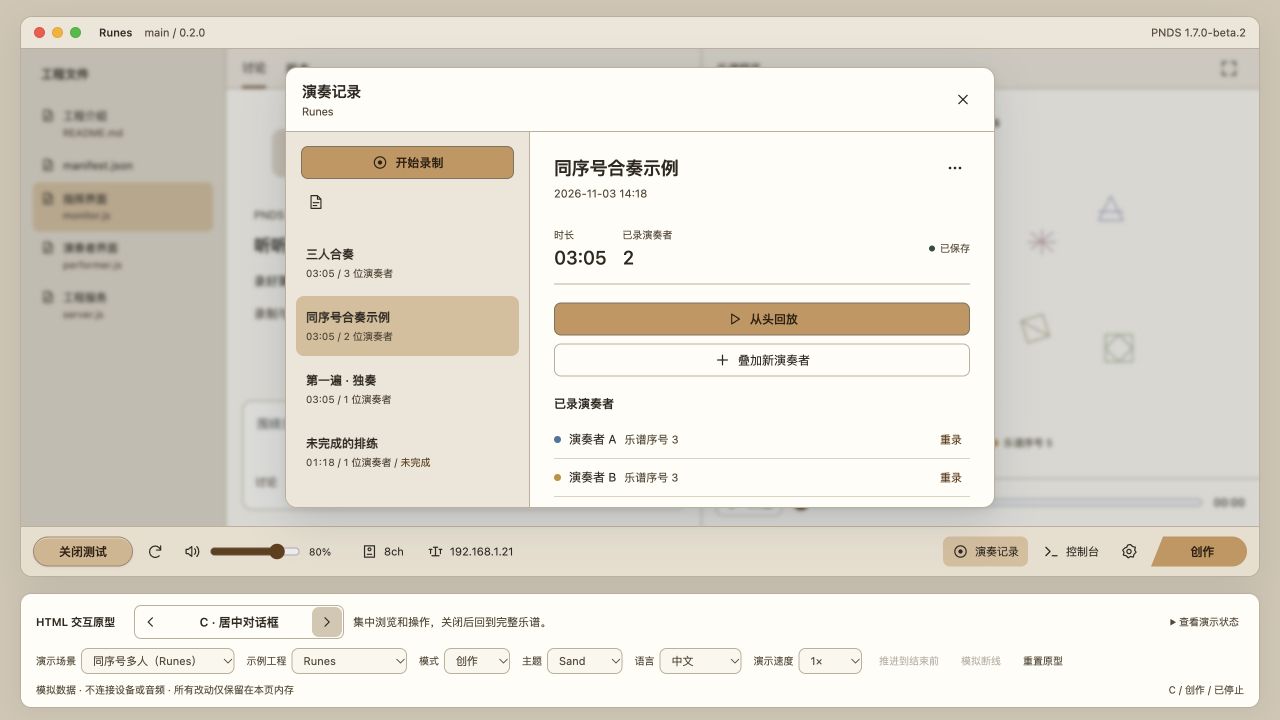 Runes main / 0.2.0
PNDS 1.7.0-beta.2
工程文件
讨论
工程介绍
README.md
manifest.json
指挥界面
monitor.js
演奏者界面
performer.js
工程服务
server.js
PNDS
讨论
乐谱序号 5
00:00
演奏记录
Runes
开始录制
三人合奏
03:05 / 3 位演奏者
同序号合奏示例
03:05 / 2 位演奏者
第一遍 · 独奏
03:05 / 1 位演奏者
未完成的排练
01:18 / 1 位演奏者 / 未完成
同序号合奏示例
2026-11-03 14:18
时长
03:05
已录演奏者
2
已保存
从头回放
叠加新演奏者
已录演奏者
演奏者 A 乐谱序号 3 重录
演奏者 B 乐谱序号 3 重录
关闭测试
80%
8ch
192.168.1.21
演奏记录
控制台
创作
HTML 交互原型
C · 居中对话框
集中浏览和操作，关闭后回到完整乐谱。
查看演示状态
演示场景 同序号多人（Runes） 示例工程 Runes 模式 创作 主题 Sand 语言 中文 演示速度 1× 推进到结束前 模拟断线 重置原型
模拟数据 · 不连接设备或音频 · 所有改动仅保留在本页内存
C / 创作 / 已停止